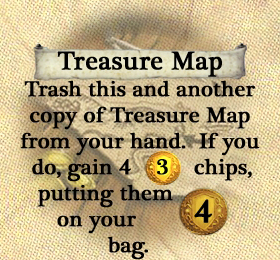 Treasure Map
Trash this and another
copy of Treasure Map
from your hand. If you
do, gain 4 3 chips,
putting them
on your 4
bag.